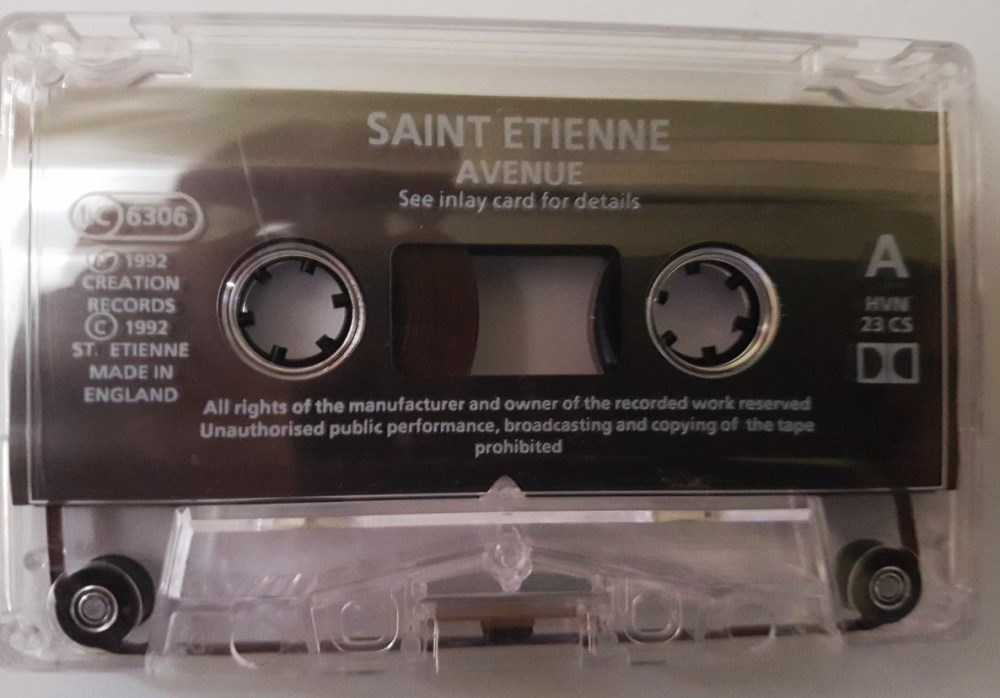 SAINT ETIENNE
AVENUE
See inlay card for details
LC 6306
Ⓟ 1992
CREATION
RECORDS
© 1992
ST. ETIENNE
MADE IN
ENGLAND
A
HVN
23 CS
All rights of the manufacturer and owner of the recorded work reserved
Unauthorised public performance, broadcasting and copying of the tape
prohibited